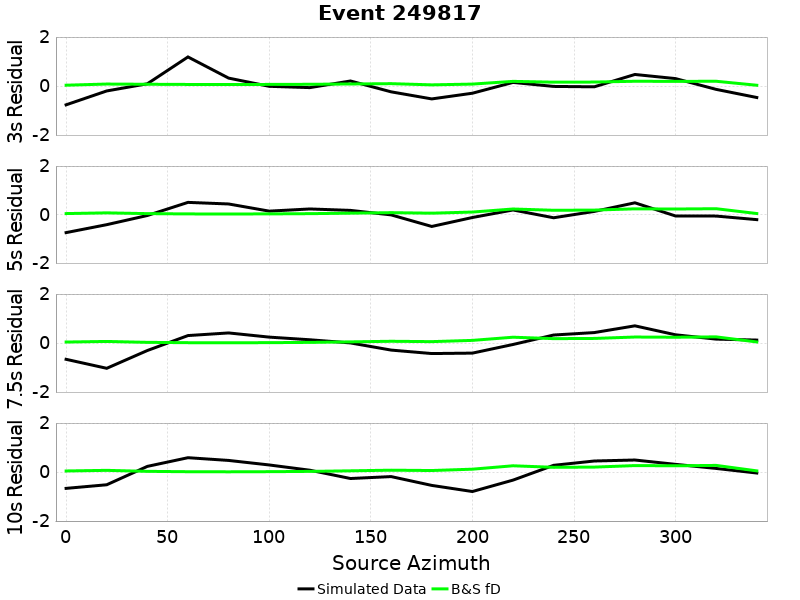 Event 249817
3s Residual
2
0
-2
5s Residual
2
0
-2
7.5s Residual
2
0
-2
10s Residual
2
0
-2
0 50 100 150 200 250 300
Source Azimuth
Simulated Data B&S fD